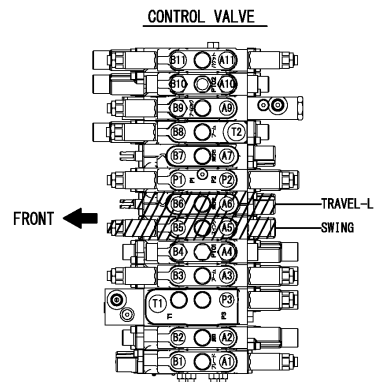 CONTROL VALVE
B11 A11
B10 A10
B9 A9
B8 T2
B7 A7
P1 P2
B6 A6 TRAVEL-L
FRONT
B5 A5 SWING
B4 A4
B3 A3
T1 P3
B2 A2
B1 A1